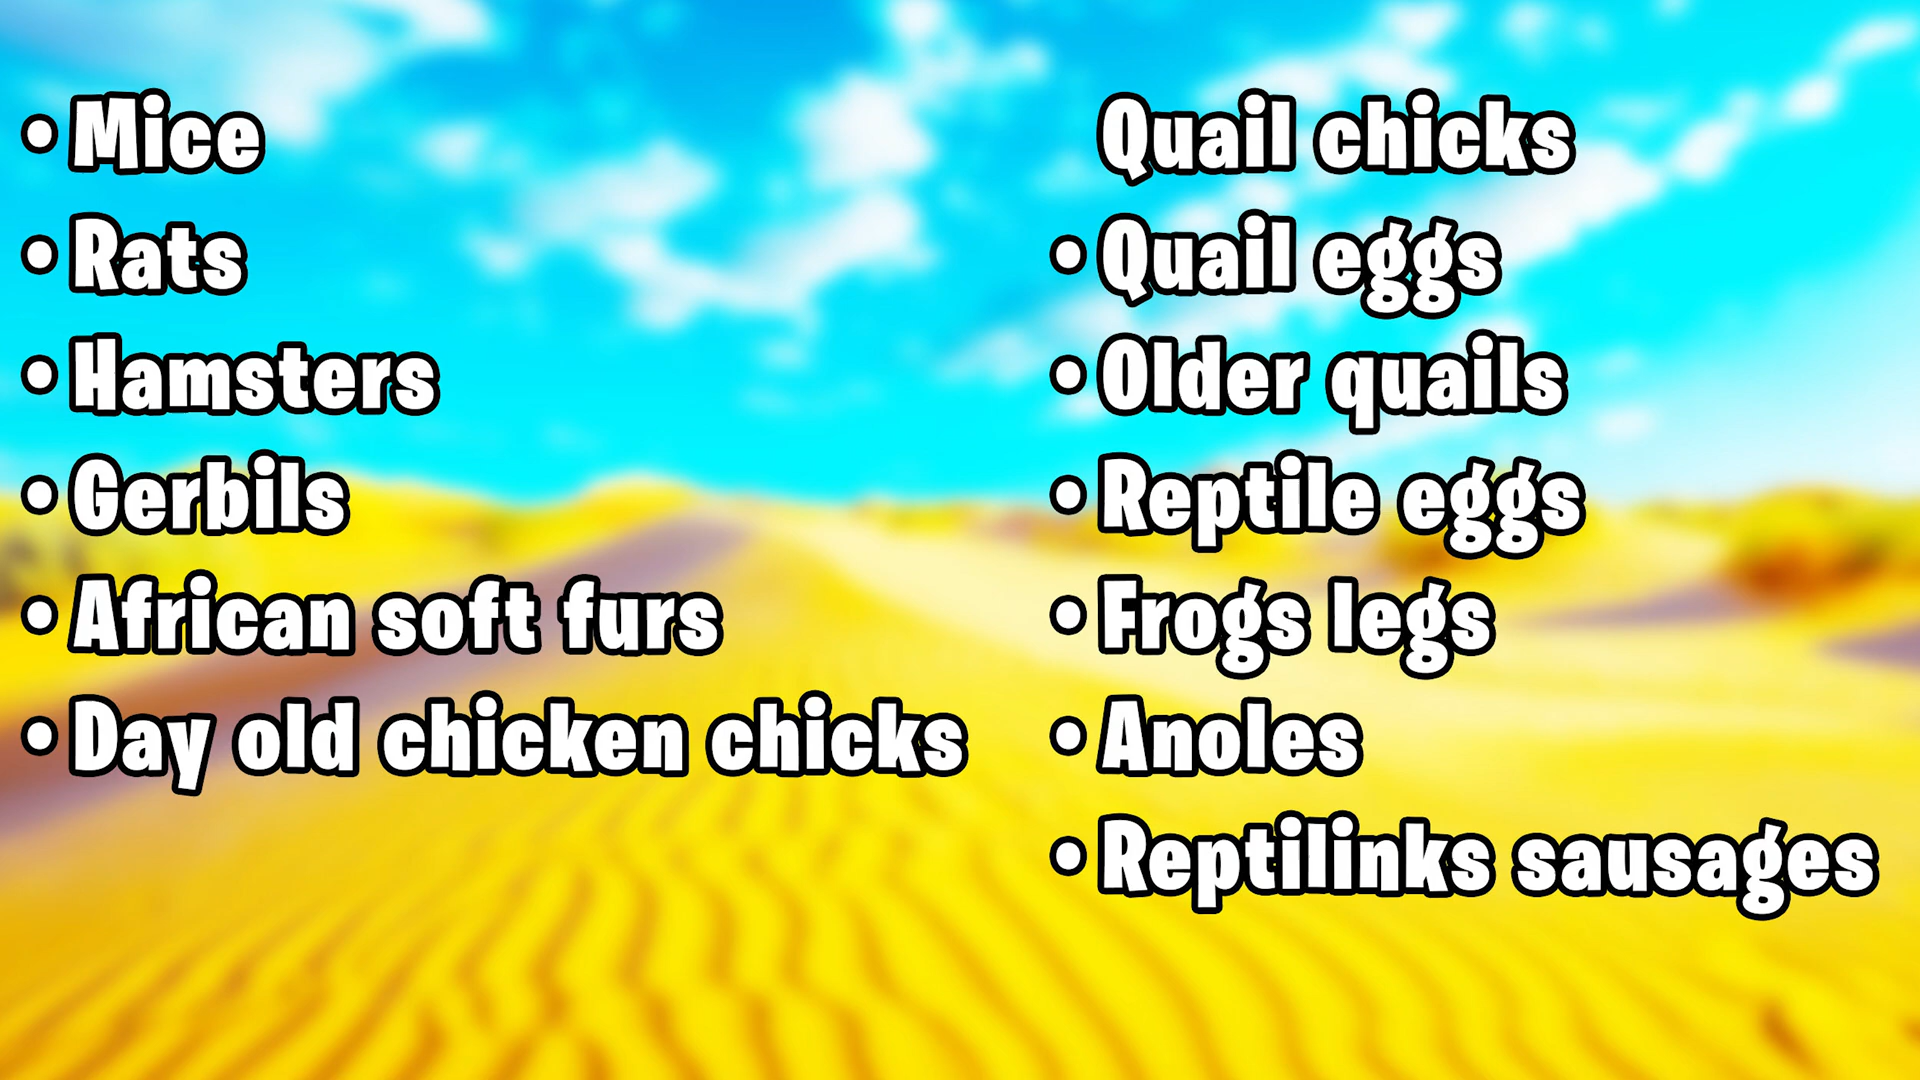 • Mice
• Rats
• Hamsters
• Gerbils
• African soft furs
• Day old chicken chicks
Quail chicks
• Quail eggs
• Older quails
• Reptile eggs
• Frogs legs
• Anoles
• Reptilinks sausages